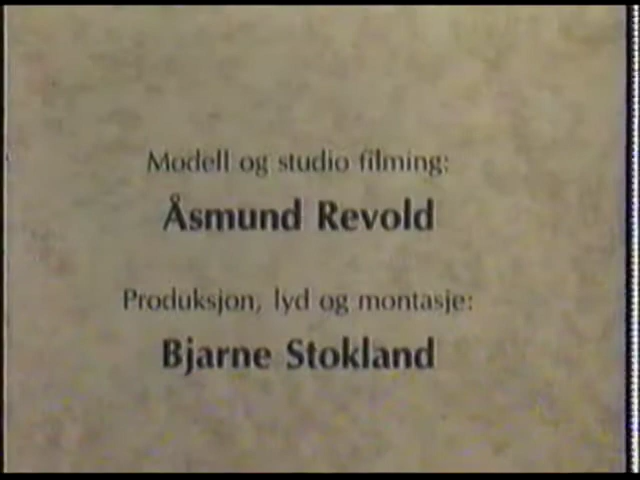 Modell og studio filming:
Åsmund Revold
Produksjon, lyd og montasje:
Bjarne Stokland